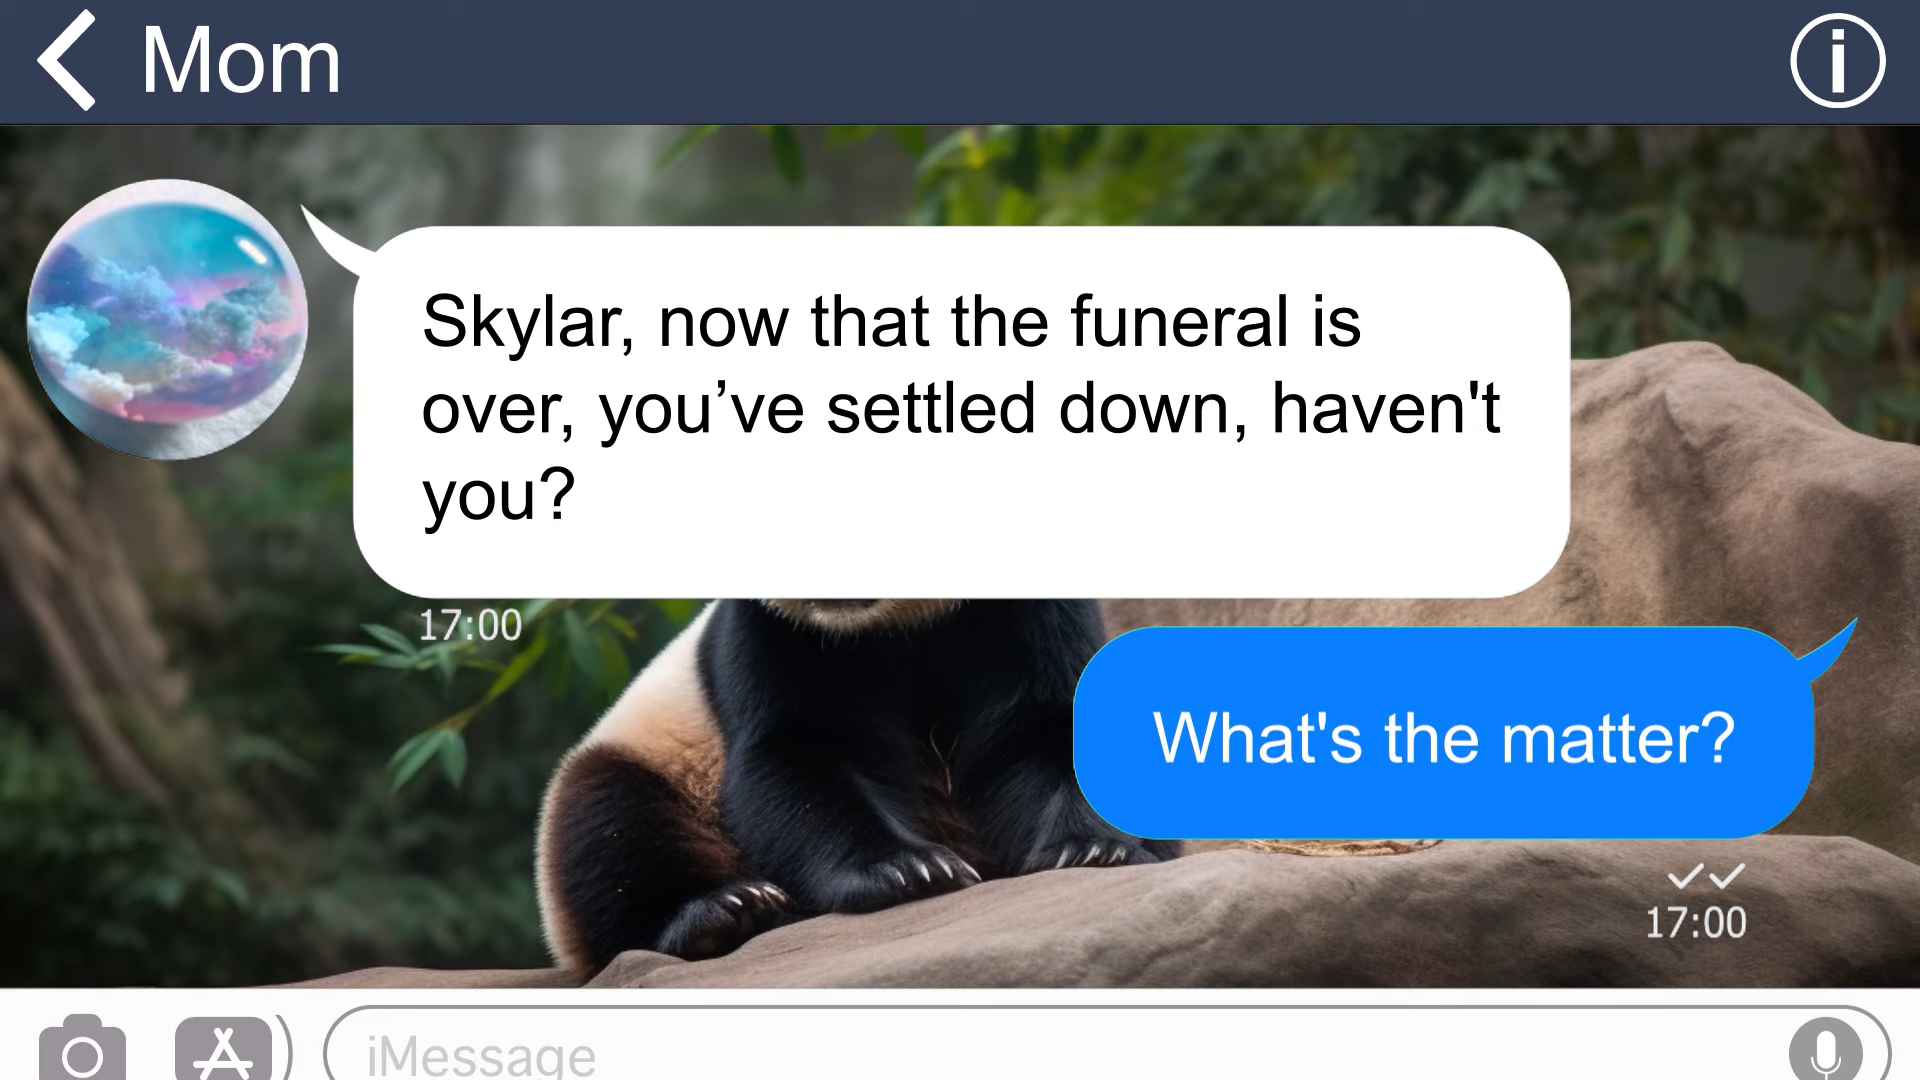 Mom
Skylar, now that the funeral is
over, you’ve settled down, haven't
you?
17:00
What's the matter?
17:00
iMessage